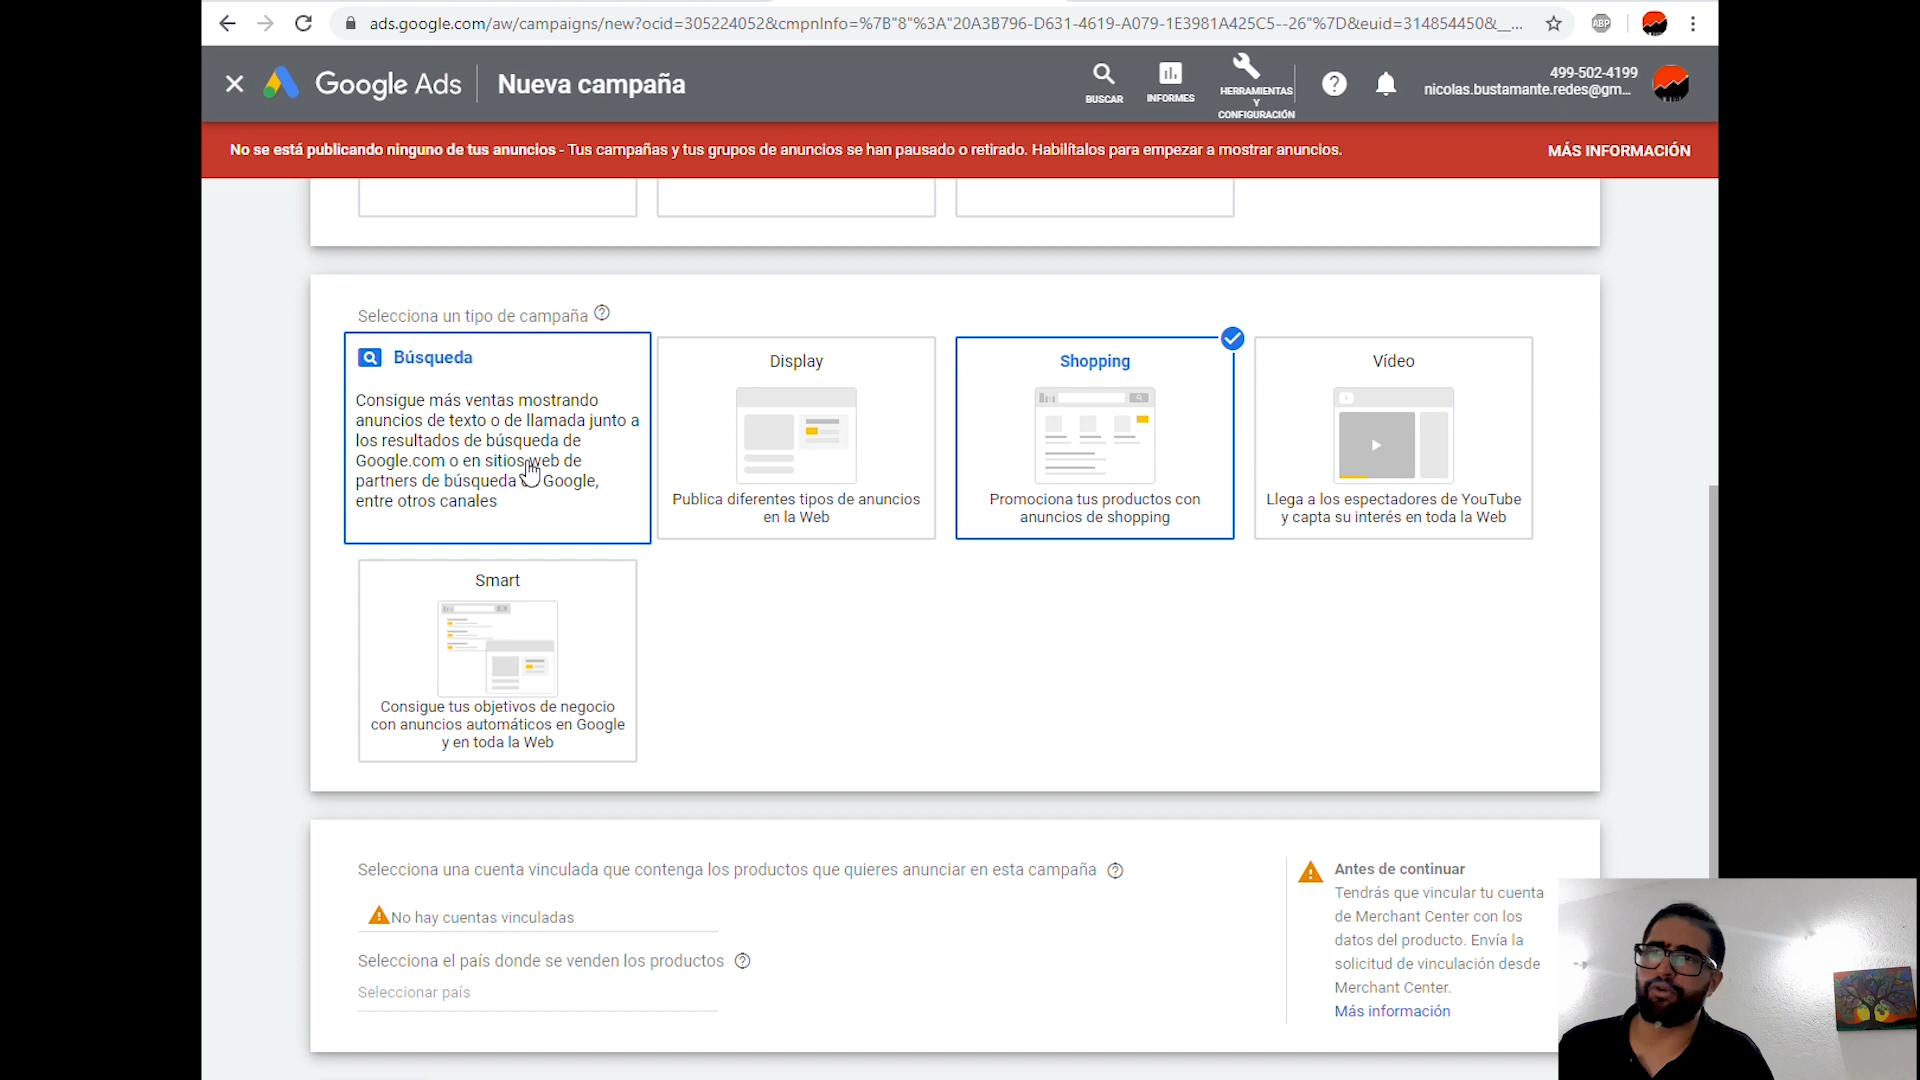 ads.google.com/aw/campaigns/new?ocid=305224052&cmpnInfo=%7B"8"%3A"20A3B796-D631-4619-A079-1E3981A425C5--26"%7D&euid=314854450&__...
ABP
Google Ads
Nueva campaña
BUSCAR
INFORMES
HERRAMIENTAS
Y
CONFIGURACIÓN
499-502-4199
nicolas.bustamante.redes@gm...
No se está publicando ninguno de tus anuncios - Tus campañas y tus grupos de anuncios se han pausado o retirado. Habilítalos para empezar a mostrar anuncios.
MÁS INFORMACIÓN
Selecciona un tipo de campaña
Búsqueda
Consigue más ventas mostrando
anuncios de texto o de llamada junto a
los resultados de búsqueda de
Google.com o en sitios web de
partners de búsqueda Google,
entre otros canales
Display
Publica diferentes tipos de anuncios
en la Web
Shopping
Promociona tus productos con
anuncios de shopping
Vídeo
Llega a los espectadores de YouTube
y capta su interés en toda la Web
Smart
Consigue tus objetivos de negocio
con anuncios automáticos en Google
y en toda la Web
Selecciona una cuenta vinculada que contenga los productos que quieres anunciar en esta campaña
No hay cuentas vinculadas
Selecciona el país donde se venden los productos
Seleccionar país
Antes de continuar
Tendrás que vincular tu cuenta
de Merchant Center con los
datos del producto. Envía la
solicitud de vinculación desde
Merchant Center.
Más información